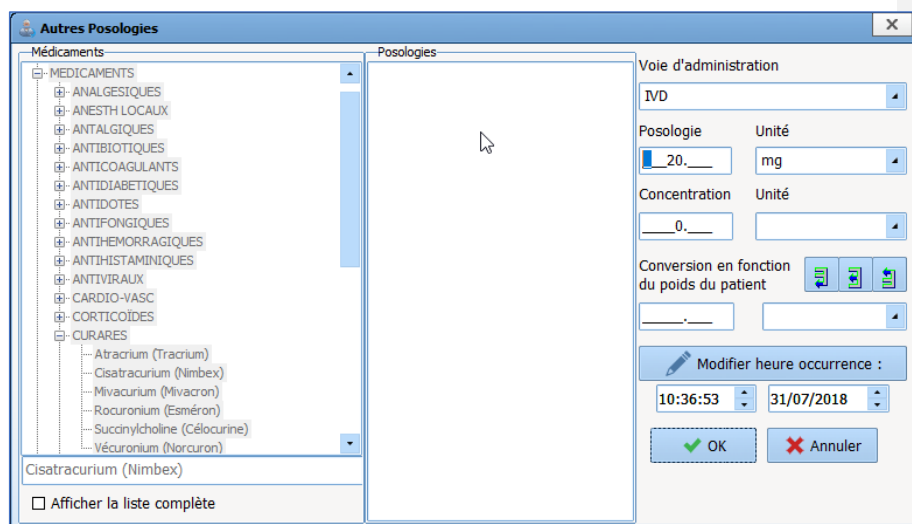 Autres Posologies
Médicaments
MEDICAMENTS
ANALGESIQUES
ANESTH LOCAUX
ANTALGIQUES
ANTIBIOTIQUES
ANTICOAGULANTS
ANTIDIABETIQUES
ANTIDOTES
ANTIFONGIQUES
ANTIHEMORRAGIQUES
ANTIHISTAMINIQUES
ANTIVIRAUX
CARDIO-VASC
CORTICOÏDES
CURARES
Atracrium (Tracrium)
Cisatracurium (Nimbex)
Mivacurium (Mivacron)
Rocuronium (Esméron)
Succinylcholine (Célocurine)
Vécuronium (Norcuron)
Cisatracurium (Nimbex)
Afficher la liste complète
Posologies
Voie d'administration
IVD
Posologie Unité
___20.___ mg
Concentration Unité
____0.___
Conversion en fonction
du poids du patient
_____.___
Modifier heure occurrence :
10:36:53 31/07/2018
OK Annuler